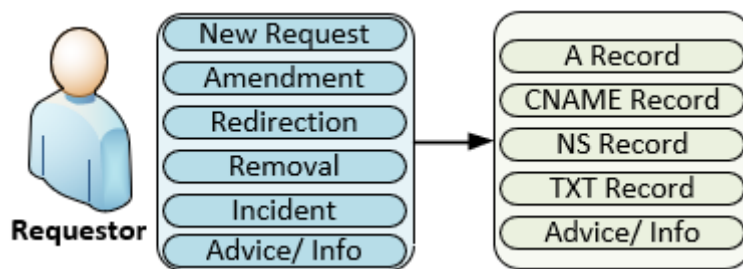 Requestor
New Request
Amendment
Redirection
Removal
Incident
Advice/ Info
A Record
CNAME Record
NS Record
TXT Record
Advice/ Info